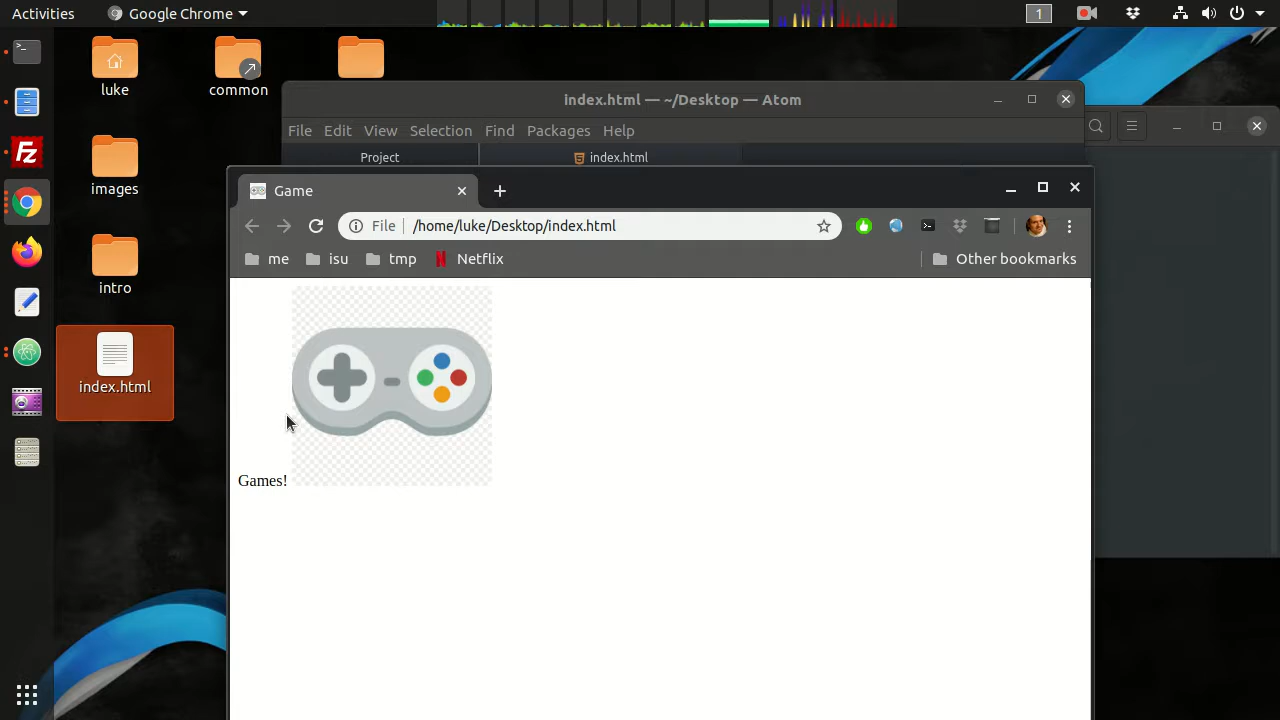 Activities
Google Chrome
1
luke
common
images
intro
index.html
index.html — ~/Desktop — Atom
File Edit View Selection Find Packages Help
Project
index.html
Game
File
/home/luke/Desktop/index.html
me
isu
tmp
Netflix
Other bookmarks
Games!